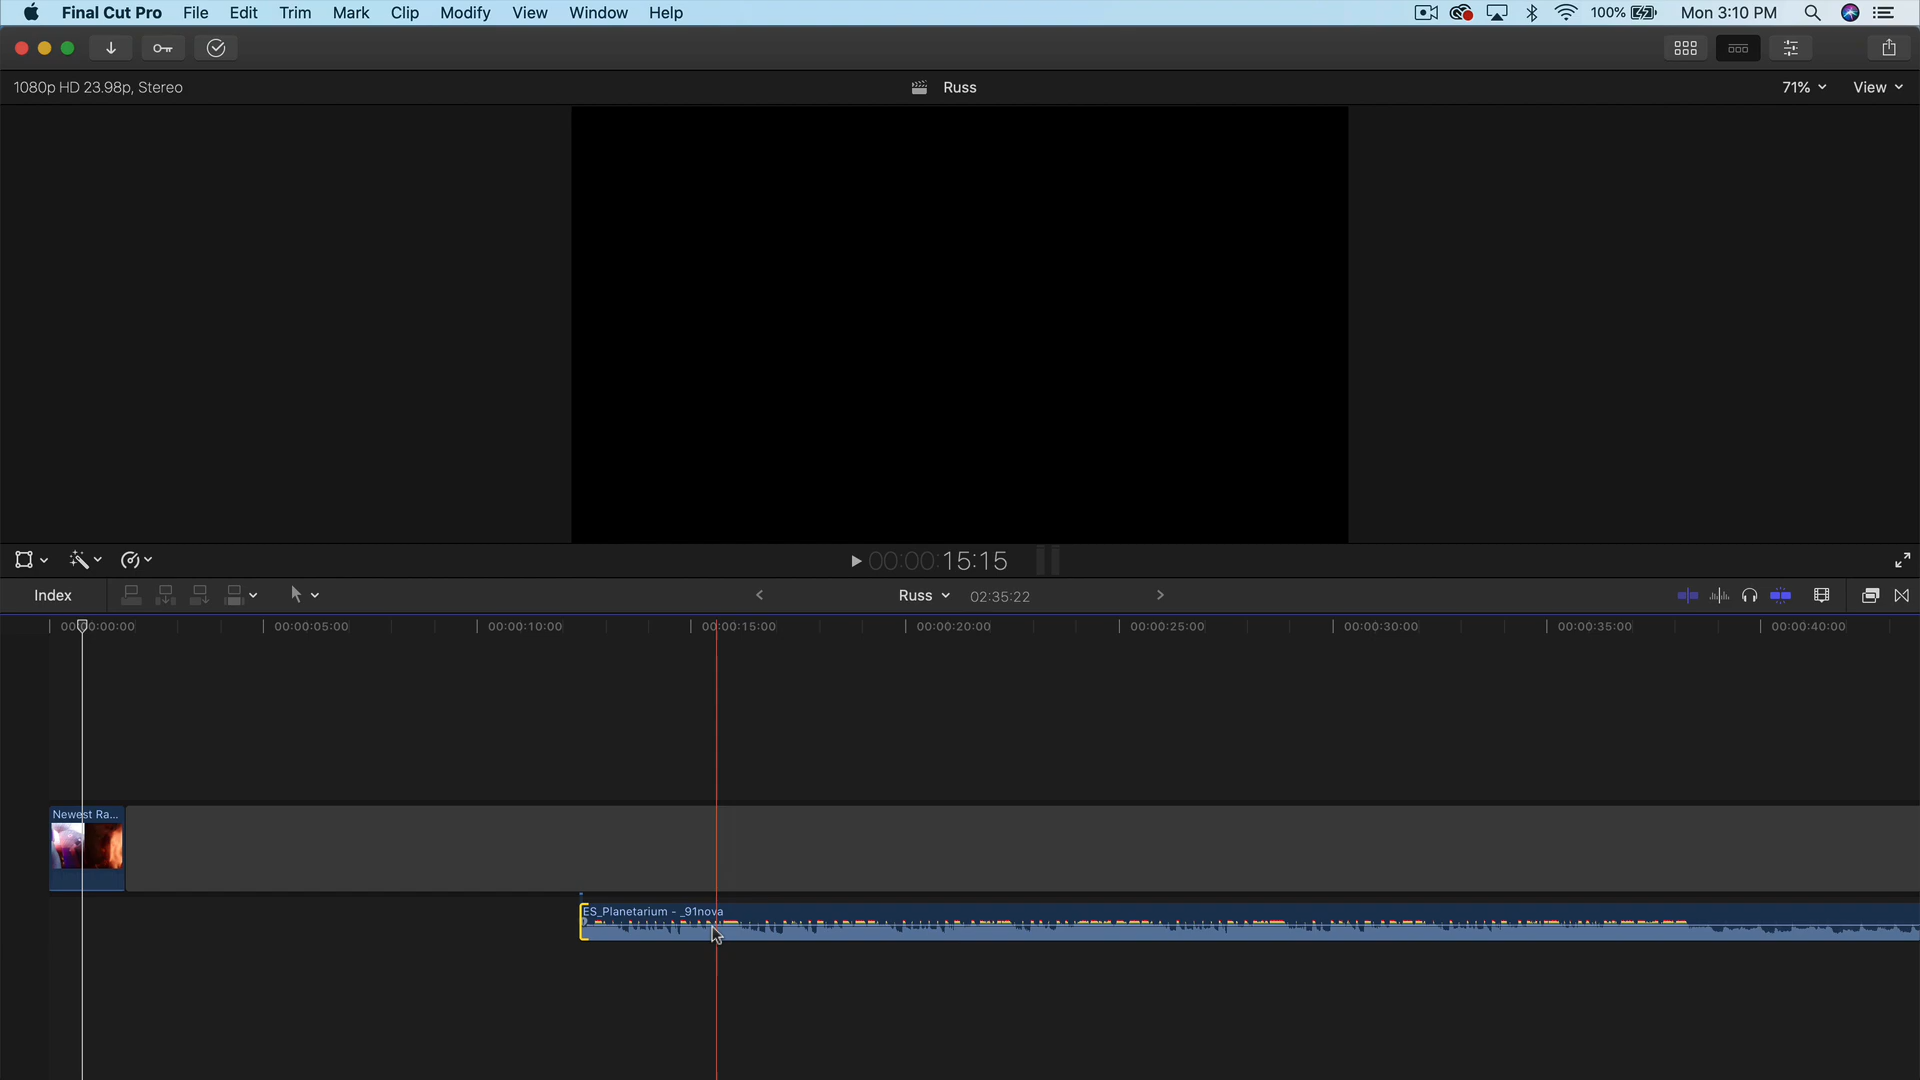 Final Cut Pro File Edit Trim Mark Clip Modify View Window Help 100% Mon 3:10 PM
1080p HD 23.98p, Stereo Russ 71% View
00:00:15:15
Index Russ 02:35:22
00:00:00:00 00:00:05:00 00:00:10:00 00:00:15:00 00:00:20:00 00:00:25:00 00:00:30:00 00:00:35:00 00:00:40:00
Newest Ra...
ES_Planetarium - _91nova